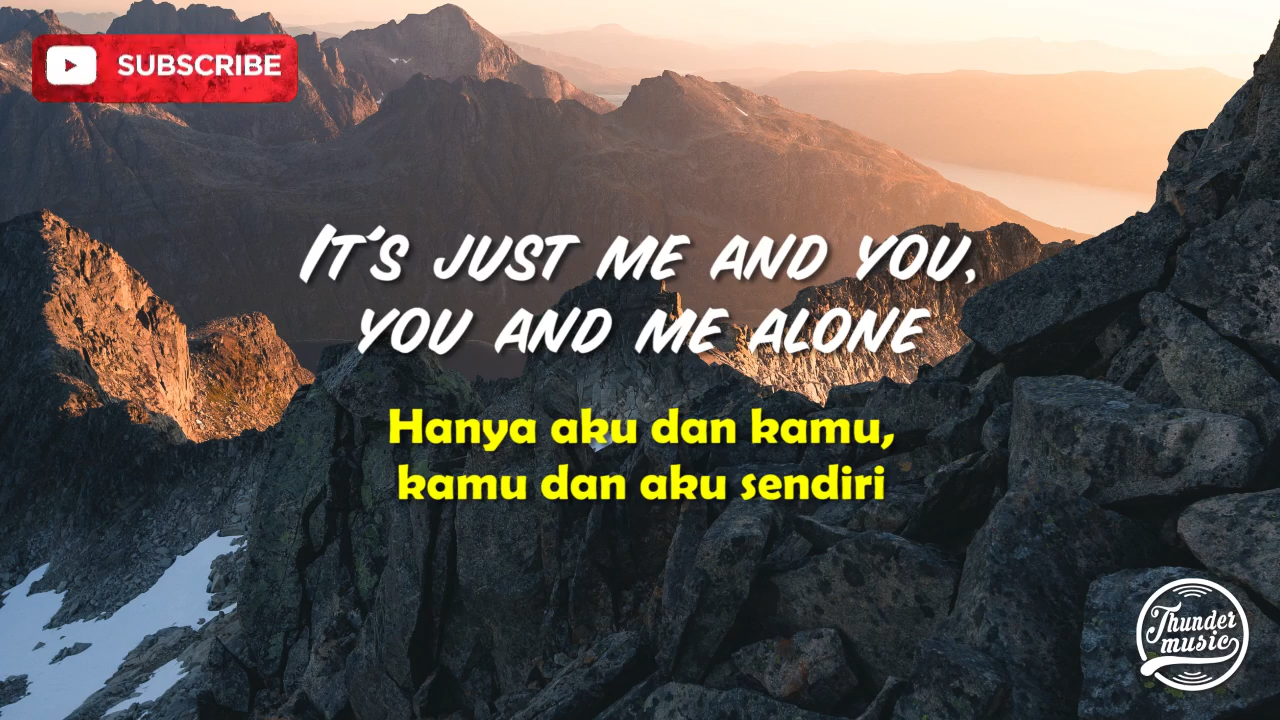 SUBSCRIBE
IT'S JUST ME AND YOU,
YOU AND ME ALONE
Hanya aku dan kamu,
kamu dan aku sendiri
Thunder
music